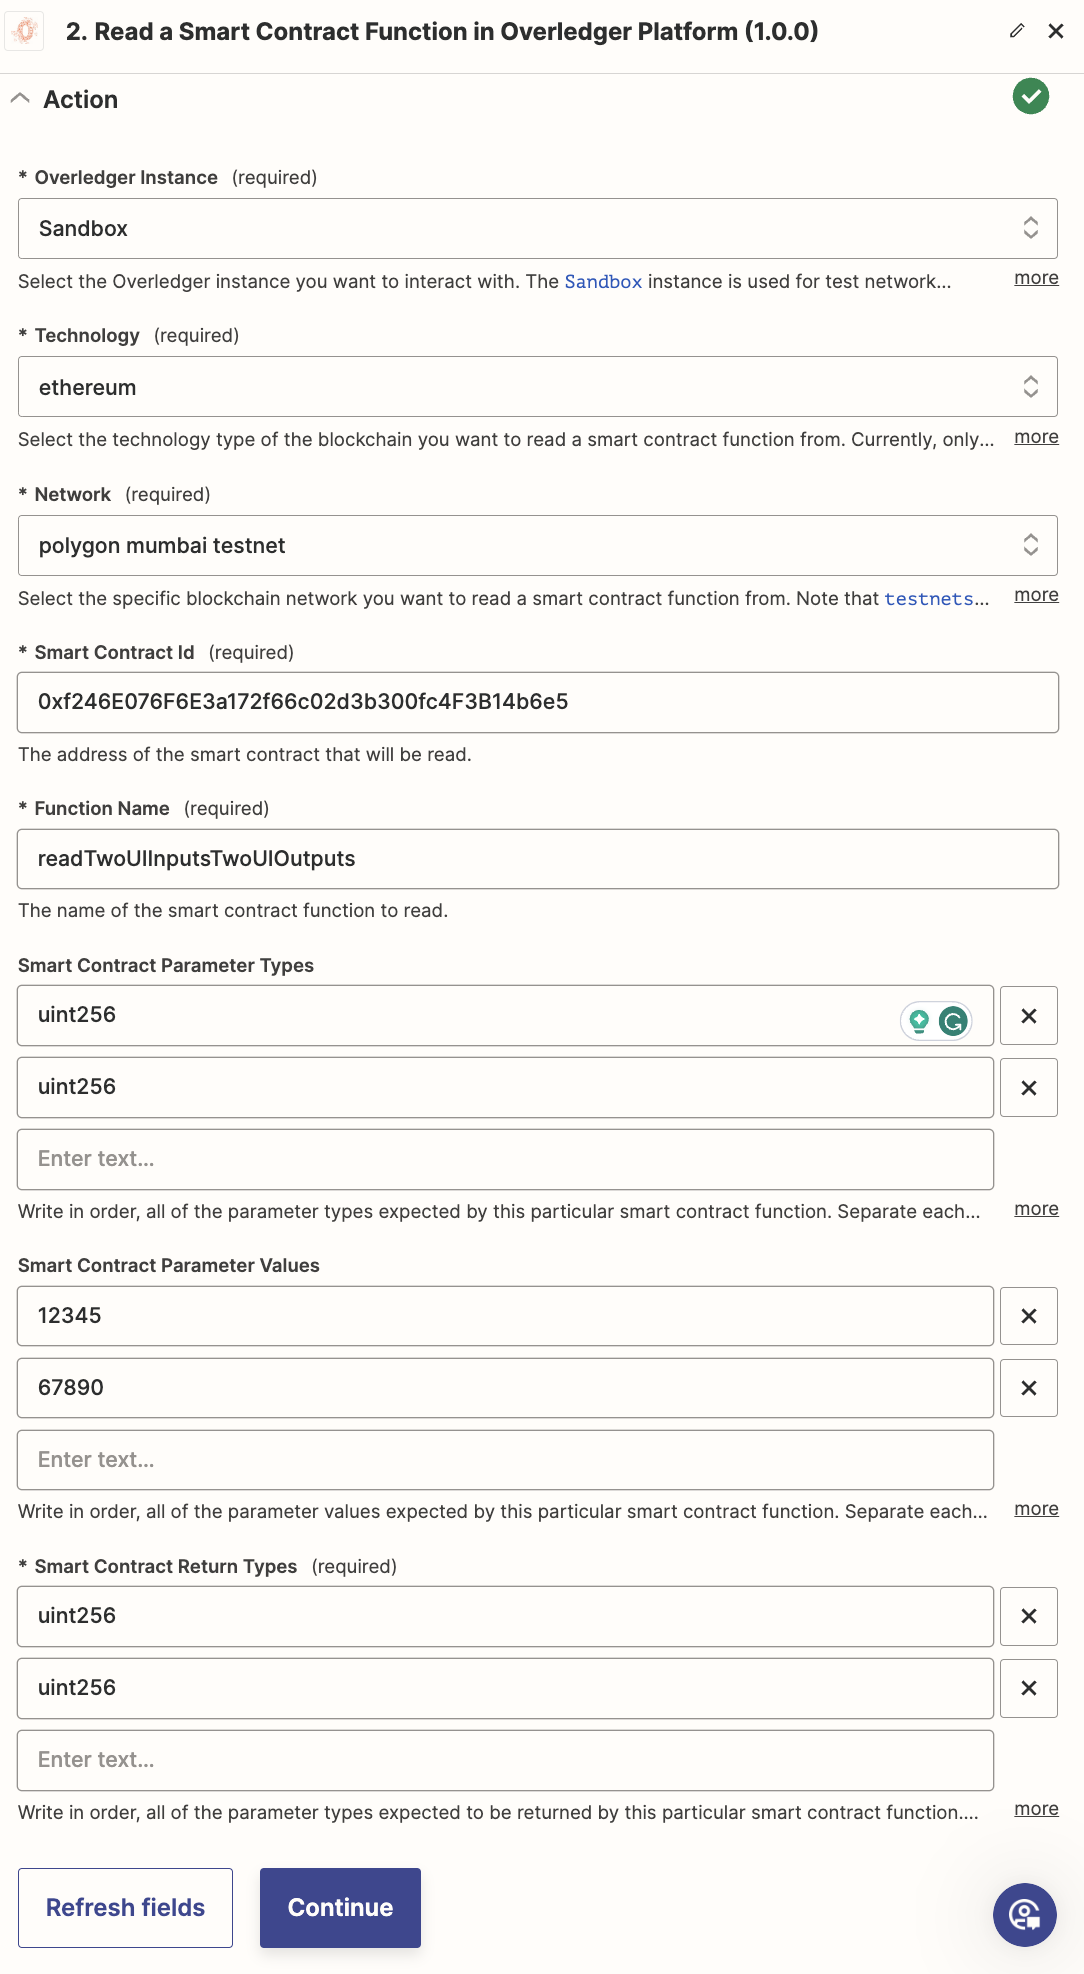 2. Read a Smart Contract Function in Overledger Platform (1.0.0)
Action
* Overledger Instance (required)
Sandbox
Select the Overledger instance you want to interact with. The Sandbox instance is used for test network... more
* Technology (required)
ethereum
Select the technology type of the blockchain you want to read a smart contract function from. Currently, only... more
* Network (required)
polygon mumbai testnet
Select the specific blockchain network you want to read a smart contract function from. Note that testnets... more
* Smart Contract Id (required)
0xf246E076F6E3a172f66c02d3b300fc4F3B14b6e5
The address of the smart contract that will be read.
* Function Name (required)
readTwoUIInputsTwoUIOutputs
The name of the smart contract function to read.
Smart Contract Parameter Types
uint256
uint256
Enter text...
Write in order, all of the parameter types expected by this particular smart contract function. Separate each... more
Smart Contract Parameter Values
12345
67890
Enter text...
Write in order, all of the parameter values expected by this particular smart contract function. Separate each... more
* Smart Contract Return Types (required)
uint256
uint256
Enter text...
Write in order, all of the parameter types expected to be returned by this particular smart contract function.... more
Refresh fields Continue